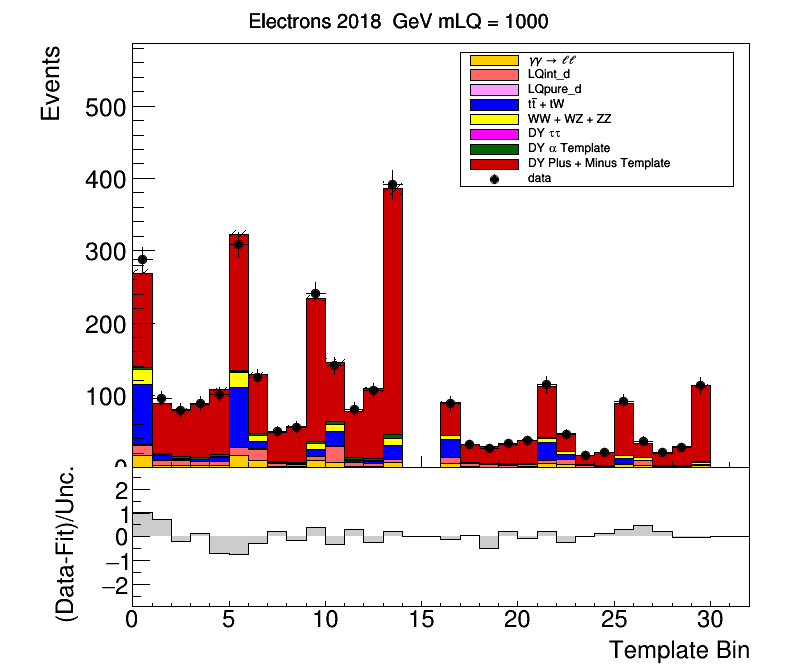 Electrons 2018 GeV mLQ = 1000
Events
500
400
300
200
100
0
γγ → ℓℓ
LQint_d
LQpure_d
tt̅ + tW
WW + WZ + ZZ
DY ττ
DY α Template
DY Plus + Minus Template
data
(Data-Fit)/Unc.
2
1
0
−1
−2
0 5 10 15 20 25 30
Template Bin